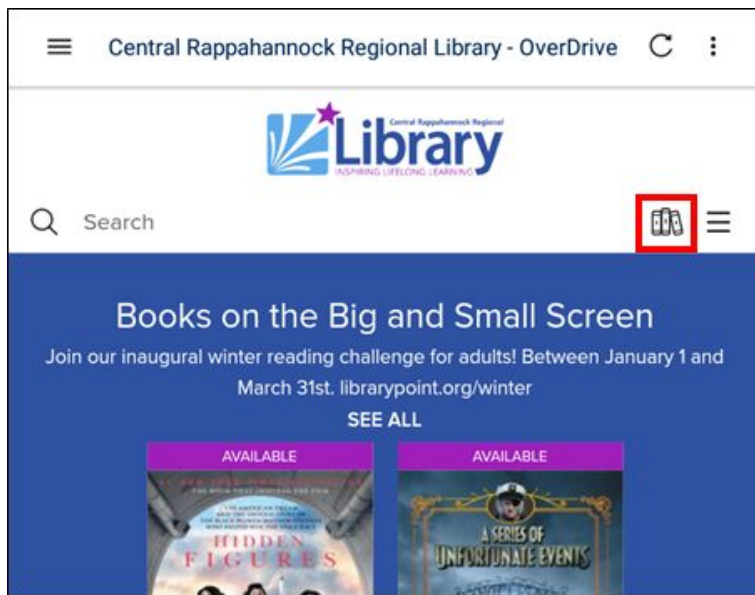 Central Rappahannock Regional Library - OverDrive
Central Rappahannock Regional
Library
INSPIRING LIFELONG LEARNING
Search
Books on the Big and Small Screen
Join our inaugural winter reading challenge for adults! Between January 1 and
March 31st. librarypoint.org/winter
SEE ALL
AVAILABLE
AVAILABLE
HIDDEN
FIGURES
A SERIES OF
UNFORTUNATE EVENTS